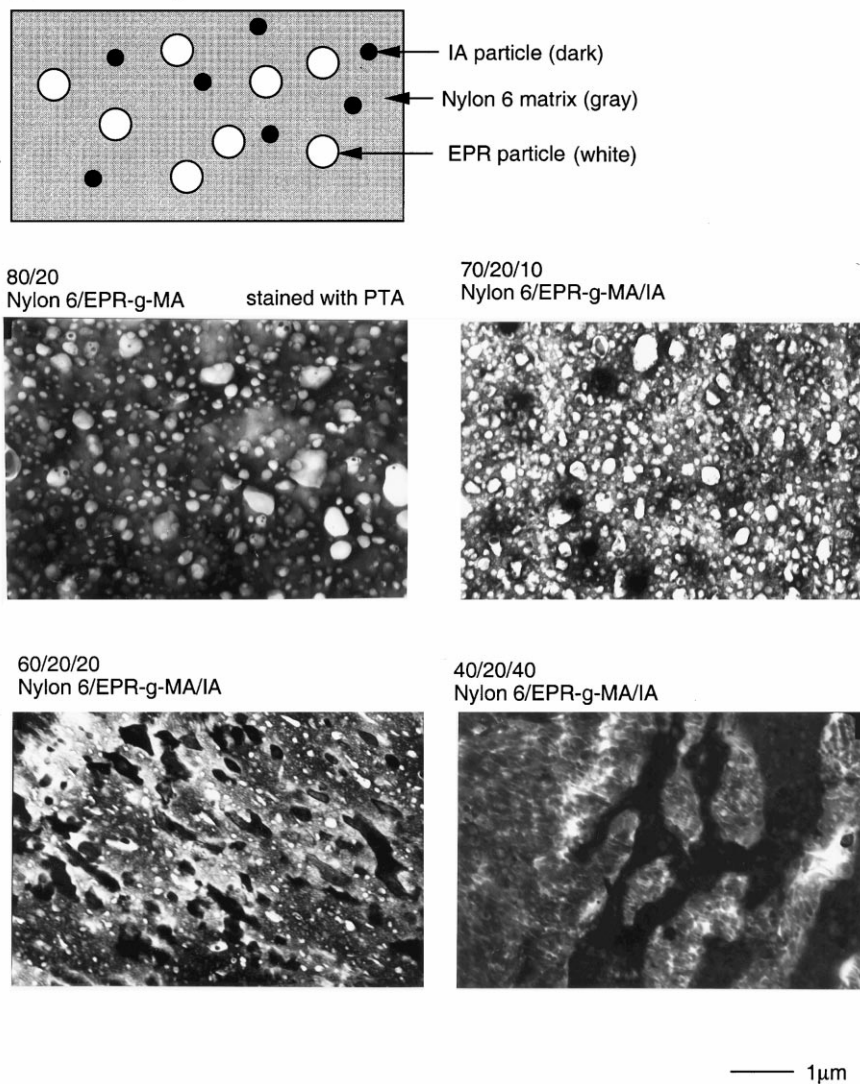 IA particle (dark)
Nylon 6 matrix (gray)
EPR particle (white)
80/20
Nylon 6/EPR-g-MA stained with PTA
70/20/10
Nylon 6/EPR-g-MA/IA
60/20/20
Nylon 6/EPR-g-MA/IA
40/20/40
Nylon 6/EPR-g-MA/IA
1μm